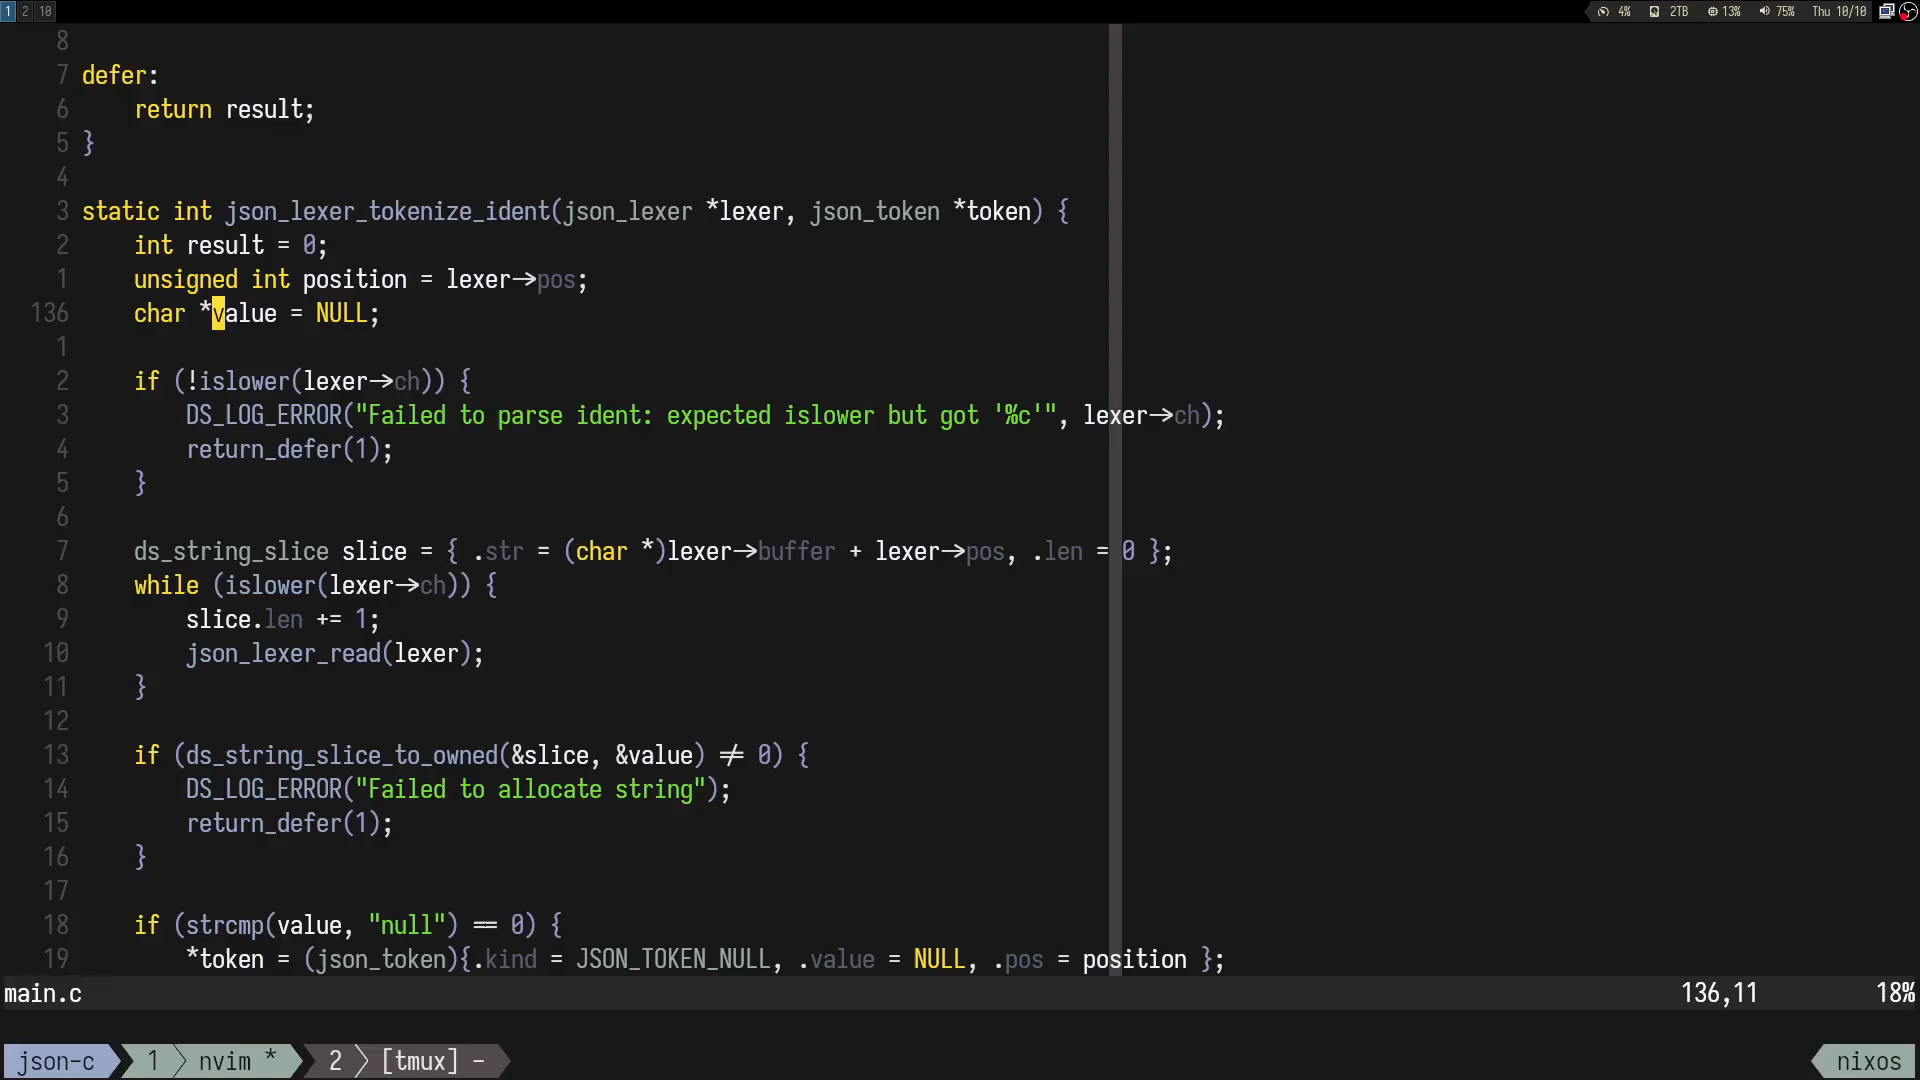 1 2 10 4% 2TB 13% 75% Thu 10/10
8
7 defer:
6     return result;
5 }
4
3 static int json_lexer_tokenize_ident(json_lexer *lexer, json_token *token) {
2     int result = 0;
1     unsigned int position = lexer->pos;
136     char *value = NULL;
1
2     if (!islower(lexer->ch)) {
3         DS_LOG_ERROR("Failed to parse ident: expected islower but got '%c'", lexer->ch);
4         return_defer(1);
5     }
6
7     ds_string_slice slice = { .str = (char *)lexer->buffer + lexer->pos, .len = 0 };
8     while (islower(lexer->ch)) {
9         slice.len += 1;
10         json_lexer_read(lexer);
11     }
12
13     if (ds_string_slice_to_owned(&slice, &value) != 0) {
14         DS_LOG_ERROR("Failed to allocate string");
15         return_defer(1);
16     }
17
18     if (strcmp(value, "null") == 0) {
19         *token = (json_token){.kind = JSON_TOKEN_NULL, .value = NULL, .pos = position };
main.c 136,11 18%
json-c 1 nvim * 2 [tmux] - nixos